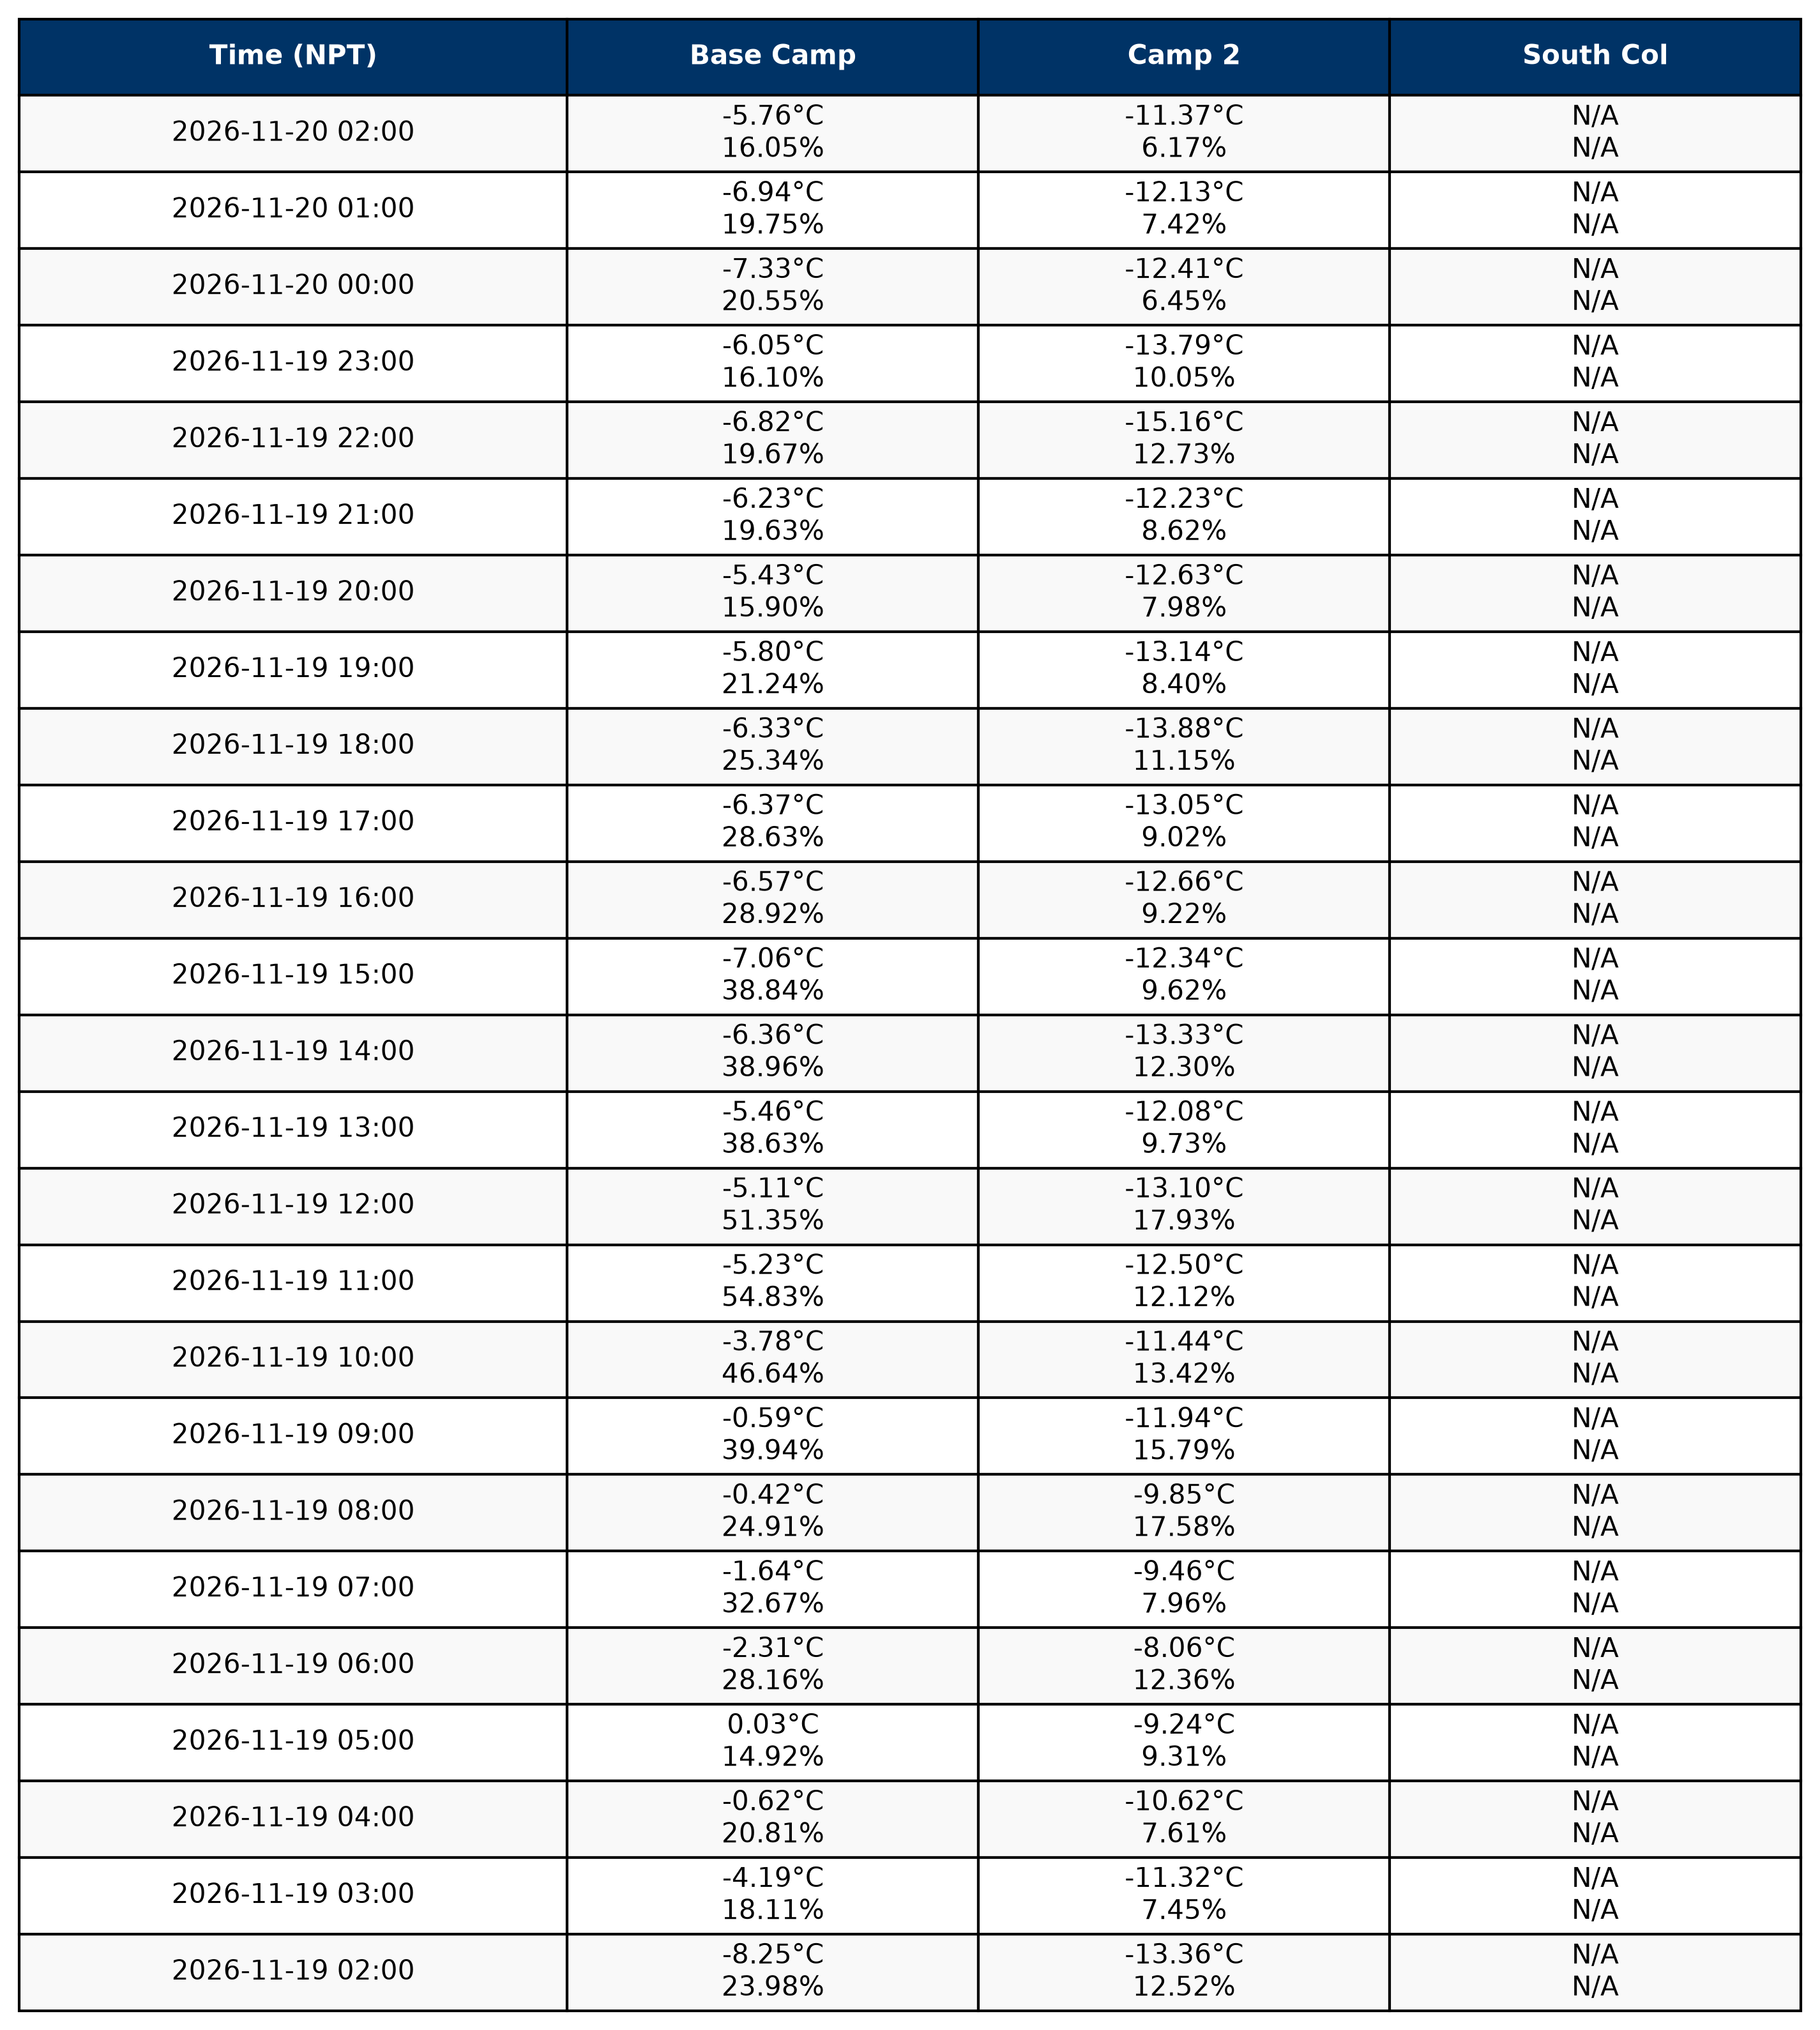 Time (NPT) Base Camp Camp 2 South Col
2026-11-20 02:00 -5.76°C -11.37°C N/A
16.05% 6.17% N/A
2026-11-20 01:00 -6.94°C -12.13°C N/A
19.75% 7.42% N/A
2026-11-20 00:00 -7.33°C -12.41°C N/A
20.55% 6.45% N/A
2026-11-19 23:00 -6.05°C -13.79°C N/A
16.10% 10.05% N/A
2026-11-19 22:00 -6.82°C -15.16°C N/A
19.67% 12.73% N/A
2026-11-19 21:00 -6.23°C -12.23°C N/A
19.63% 8.62% N/A
2026-11-19 20:00 -5.43°C -12.63°C N/A
15.90% 7.98% N/A
2026-11-19 19:00 -5.80°C -13.14°C N/A
21.24% 8.40% N/A
2026-11-19 18:00 -6.33°C -13.88°C N/A
25.34% 11.15% N/A
2026-11-19 17:00 -6.37°C -13.05°C N/A
28.63% 9.02% N/A
2026-11-19 16:00 -6.57°C -12.66°C N/A
28.92% 9.22% N/A
2026-11-19 15:00 -7.06°C -12.34°C N/A
38.84% 9.62% N/A
2026-11-19 14:00 -6.36°C -13.33°C N/A
38.96% 12.30% N/A
2026-11-19 13:00 -5.46°C -12.08°C N/A
38.63% 9.73% N/A
2026-11-19 12:00 -5.11°C -13.10°C N/A
51.35% 17.93% N/A
2026-11-19 11:00 -5.23°C -12.50°C N/A
54.83% 12.12% N/A
2026-11-19 10:00 -3.78°C -11.44°C N/A
46.64% 13.42% N/A
2026-11-19 09:00 -0.59°C -11.94°C N/A
39.94% 15.79% N/A
2026-11-19 08:00 -0.42°C -9.85°C N/A
24.91% 17.58% N/A
2026-11-19 07:00 -1.64°C -9.46°C N/A
32.67% 7.96% N/A
2026-11-19 06:00 -2.31°C -8.06°C N/A
28.16% 12.36% N/A
2026-11-19 05:00 0.03°C -9.24°C N/A
14.92% 9.31% N/A
2026-11-19 04:00 -0.62°C -10.62°C N/A
20.81% 7.61% N/A
2026-11-19 03:00 -4.19°C -11.32°C N/A
18.11% 7.45% N/A
2026-11-19 02:00 -8.25°C -13.36°C N/A
23.98% 12.52% N/A